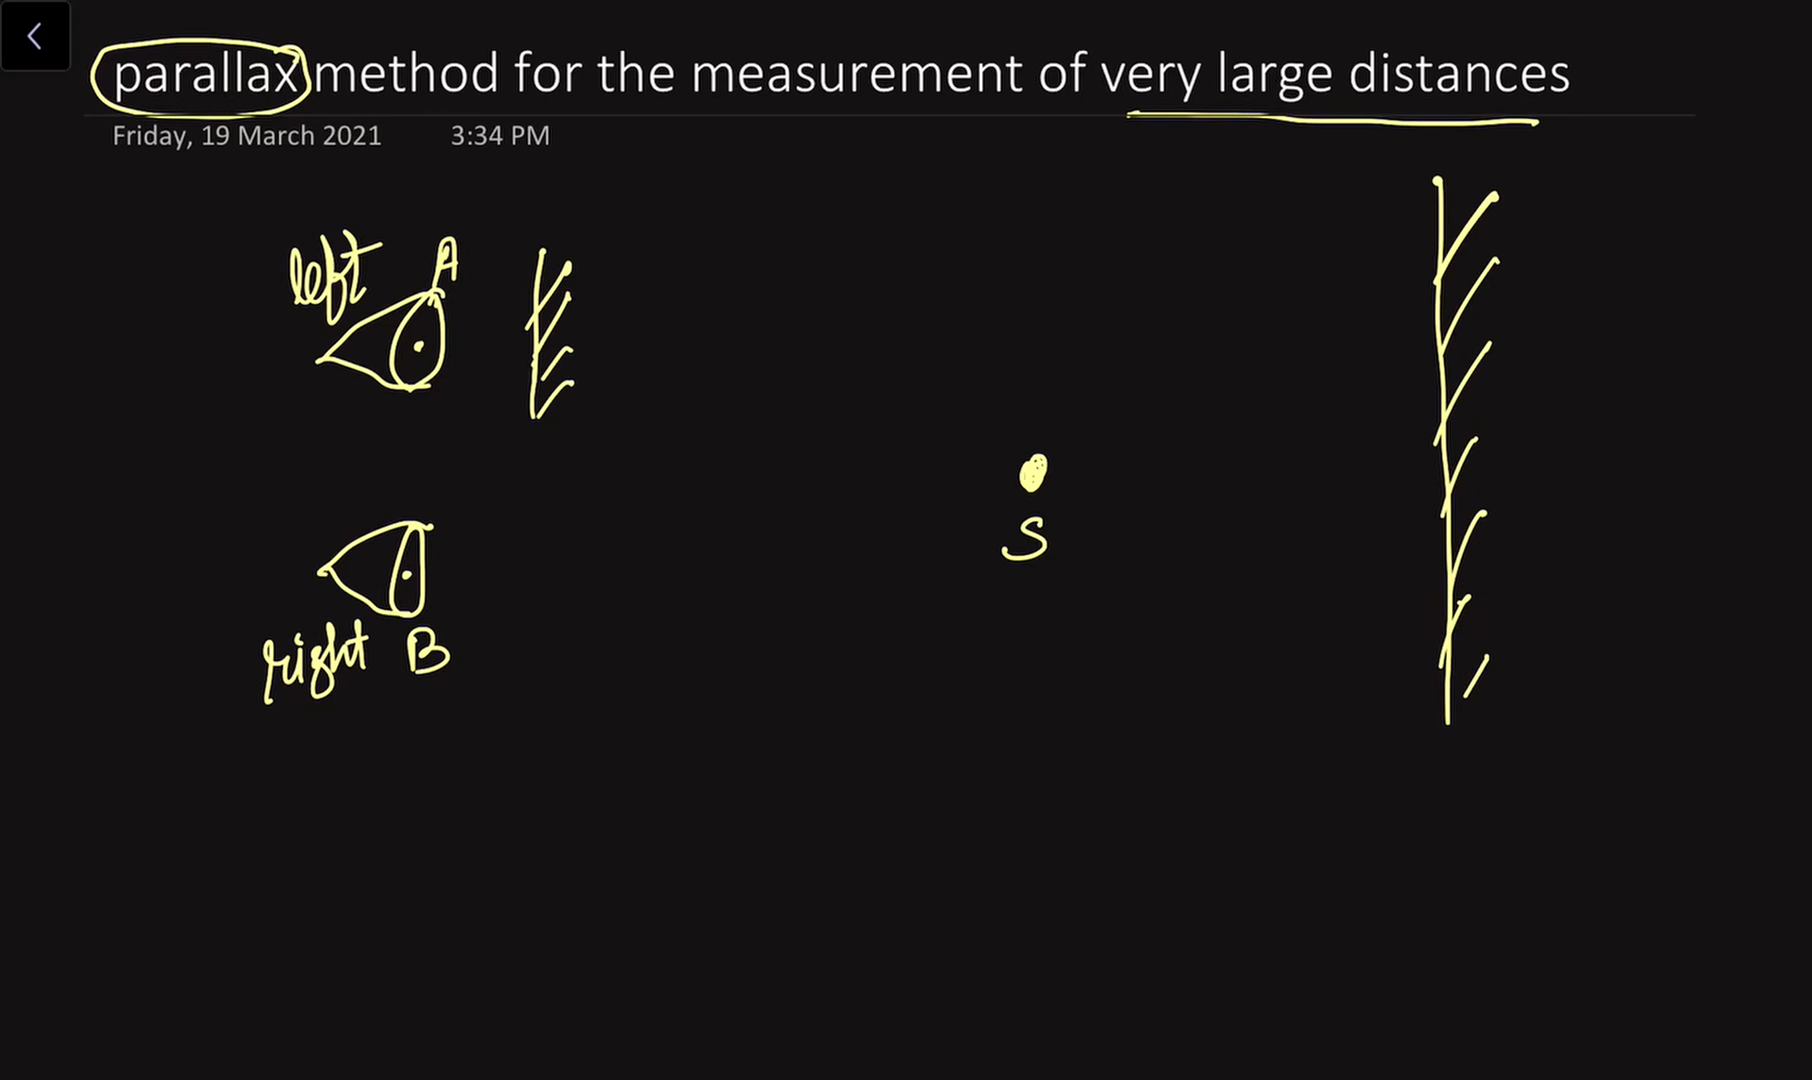 parallax method for the measurement of very large distances
Friday, 19 March 2021 3:34 PM
left A
S
right B